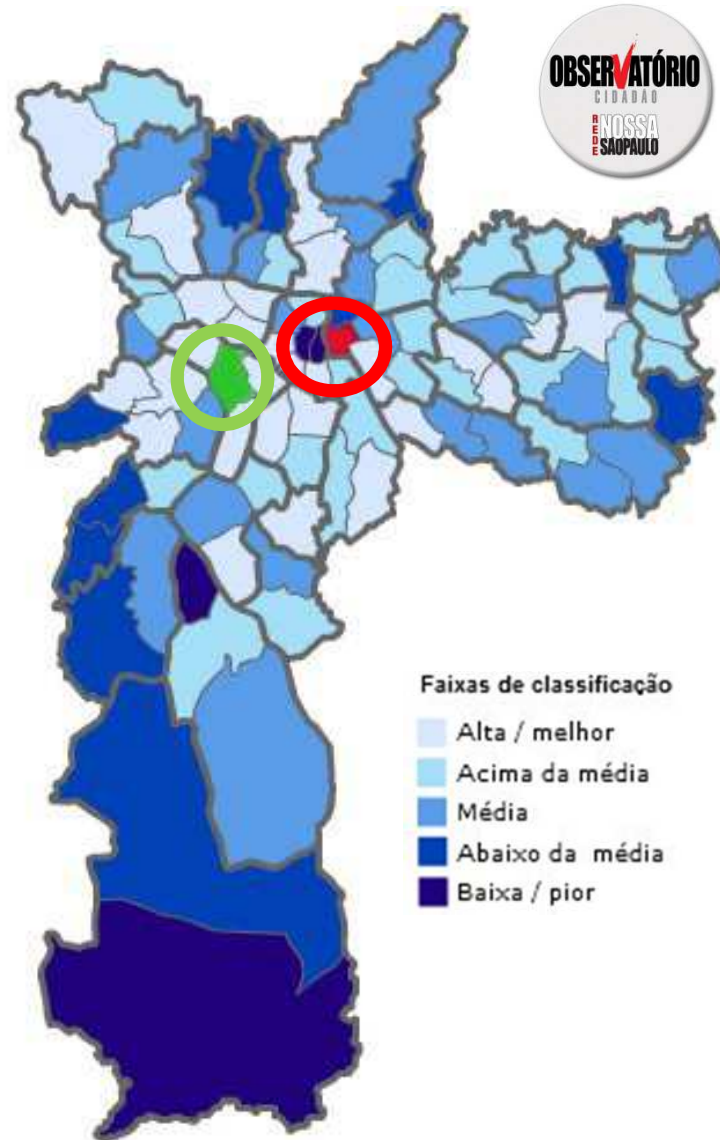 OBSERVATÓRIO
CIDADÃO
REDE NOSSA
SÃOPAULO
Faixas de classificação
Alta / melhor
Acima da média
Média
Abaixo da média
Baixa / pior